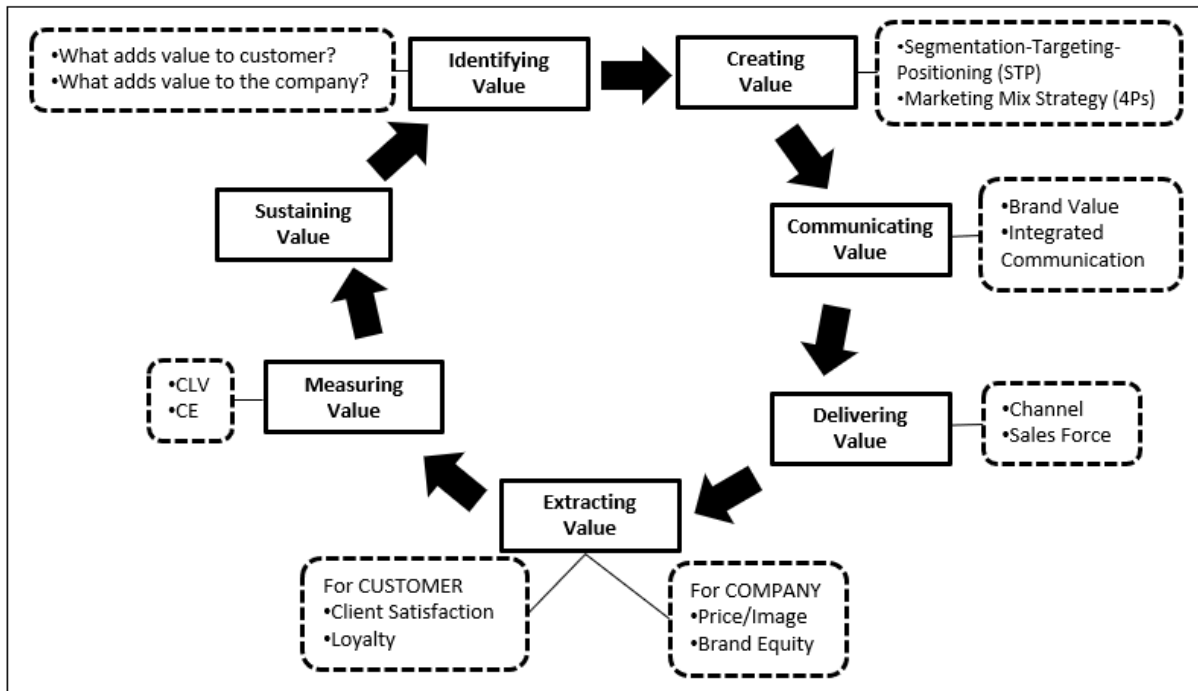 •What adds value to customer?
•What adds value to the company?
Identifying
Value
Creating
Value
•Segmentation-Targeting-
Positioning (STP)
•Marketing Mix Strategy (4Ps)
Communicating
Value
•Brand Value
•Integrated
Communication
Delivering
Value
•Channel
•Sales Force
Extracting
Value
For CUSTOMER
•Client Satisfaction
•Loyalty
For COMPANY
•Price/Image
•Brand Equity
Measuring
Value
•CLV
•CE
Sustaining
Value